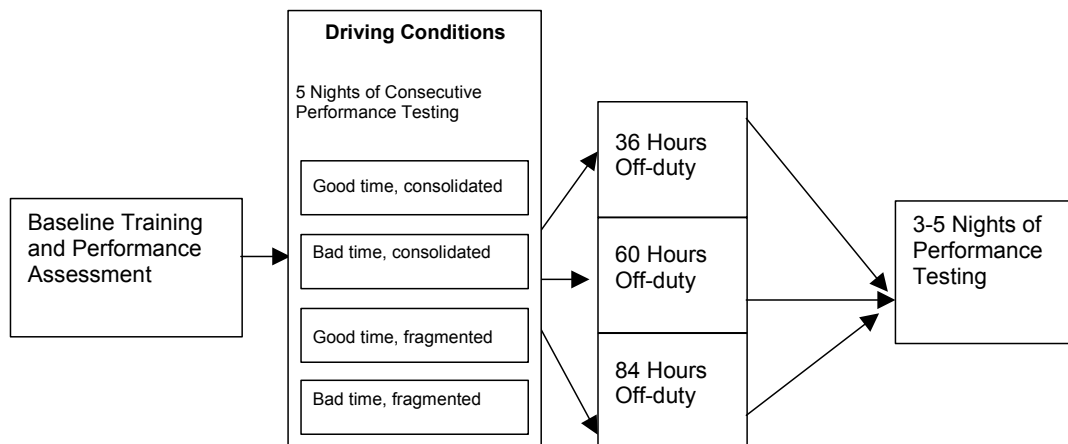 Baseline Training
and Performance
Assessment
Driving Conditions
5 Nights of Consecutive
Performance Testing
Good time, consolidated
Bad time, consolidated
Good time, fragmented
Bad time, fragmented
36 Hours
Off-duty
60 Hours
Off-duty
84 Hours
Off-duty
3-5 Nights of
Performance
Testing